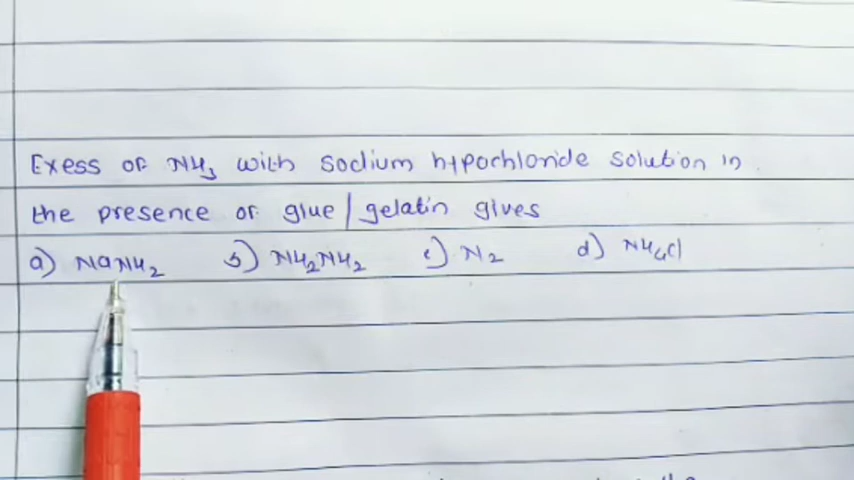 Exess of NH3 with sodium hypochloride solution in
the presence of glue/gelatin gives
a) NaNH2 b) NH2NH2 c) N2 d) NH4Cl